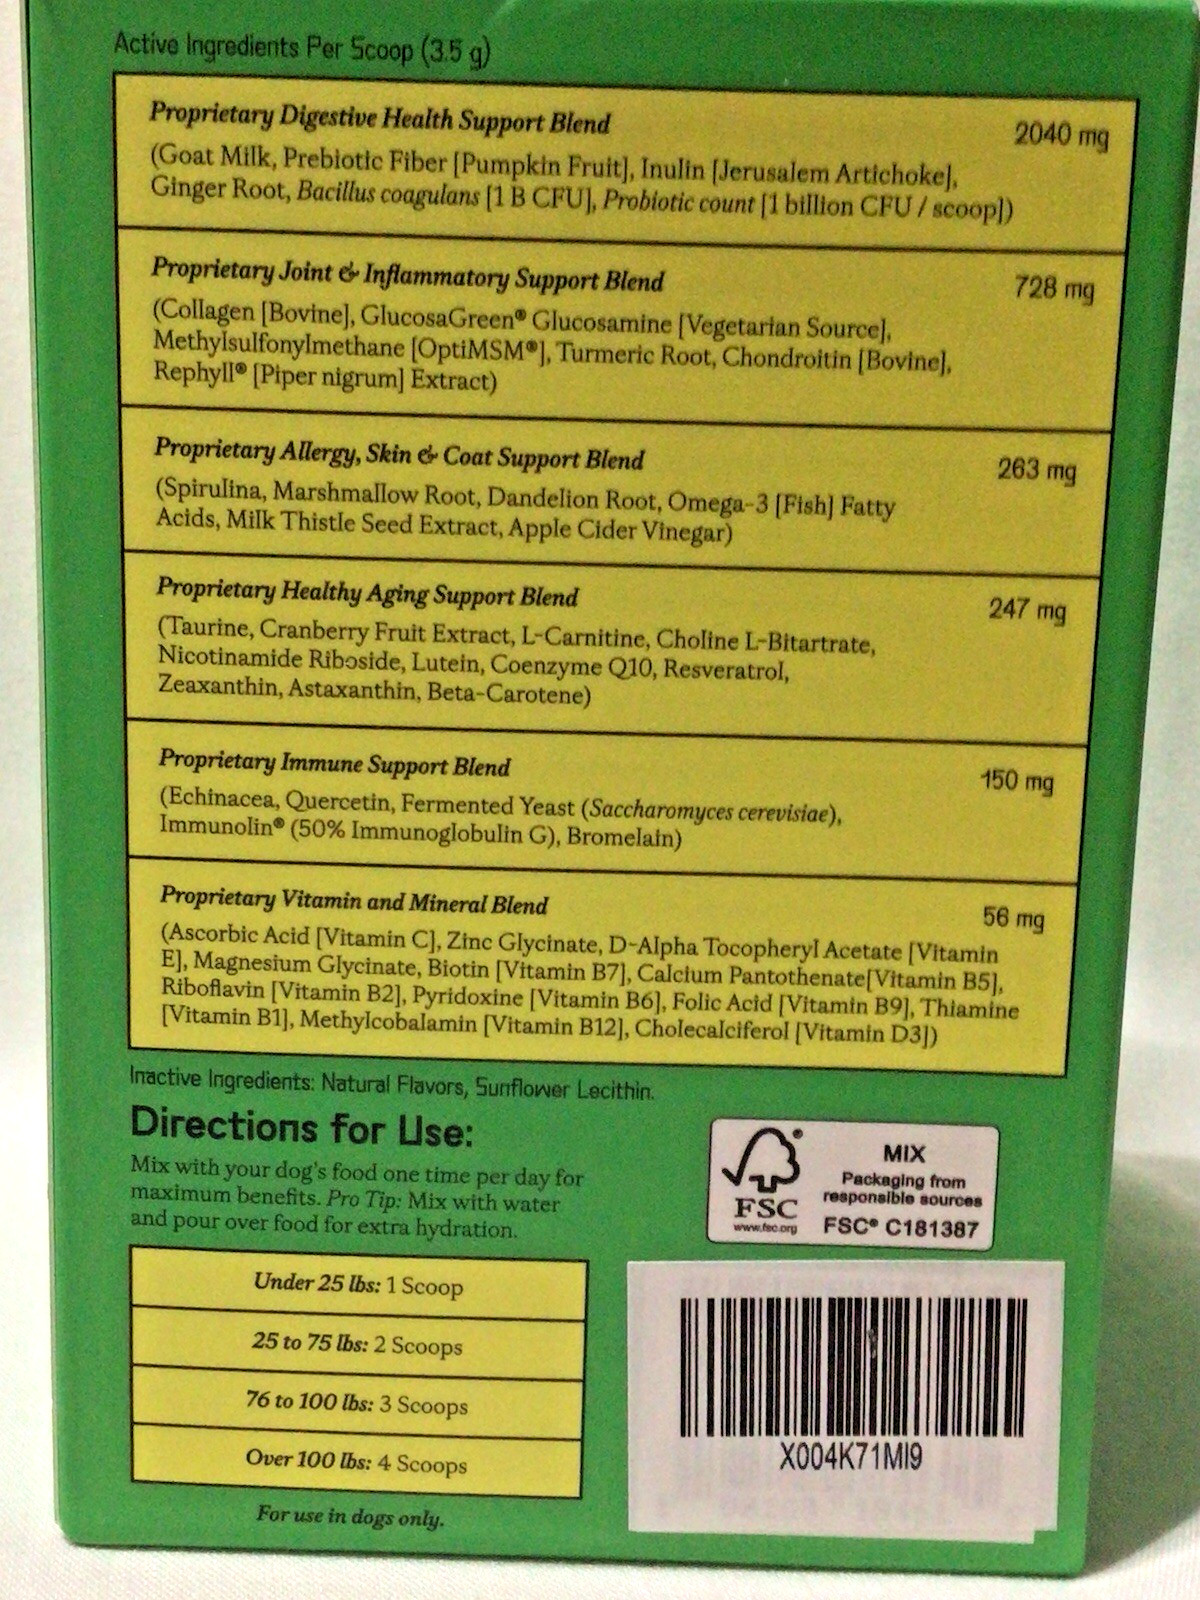 Active Ingredients Per Scoop (3.5 g)
Proprietary Digestive Health Support Blend 2040 mg
(Goat Milk, Prebiotic Fiber [Pumpkin Fruit], Inulin [Jerusalem Artichoke],
Ginger Root, Bacillus coagulans [1 B CFU], Probiotic count [1 billion CFU / scoop])
Proprietary Joint & Inflammatory Support Blend 728 mg
(Collagen [Bovine], GlucosaGreen® Glucosamine [Vegetarian Source],
Methylsulfonylmethane [OptiMSM®], Turmeric Root, Chondroitin [Bovine],
Rephyll® [Piper nigrum] Extract)
Proprietary Allergy, Skin & Coat Support Blend 263 mg
(Spirulina, Marshmallow Root, Dandelion Root, Omega-3 [Fish] Fatty
Acids, Milk Thistle Seed Extract, Apple Cider Vinegar)
Proprietary Healthy Aging Support Blend 247 mg
(Taurine, Cranberry Fruit Extract, L-Carnitine, Choline L-Bitartrate,
Nicotinamide Riboside, Lutein, Coenzyme Q10, Resveratrol,
Zeaxanthin, Astaxanthin, Beta-Carotene)
Proprietary Immune Support Blend 150 mg
(Echinacea, Quercetin, Fermented Yeast (Saccharomyces cerevisiae),
Immunolin® (50% Immunoglobulin G), Bromelain)
Proprietary Vitamin and Mineral Blend 56 mg
(Ascorbic Acid [Vitamin C], Zinc Glycinate, D-Alpha Tocopheryl Acetate [Vitamin
E], Magnesium Glycinate, Biotin [Vitamin B7], Calcium Pantothenate[Vitamin B5],
Riboflavin [Vitamin B2], Pyridoxine [Vitamin B6], Folic Acid [Vitamin B9], Thiamine
[Vitamin B1], Methylcobalamin [Vitamin B12], Cholecalciferol [Vitamin D3])
Inactive Ingredients: Natural Flavors, Sunflower Lecithin.
Directions for Use:
Mix with your dog's food one time per day for
maximum benefits. Pro Tip: Mix with water
and pour over food for extra hydration.
Under 25 lbs: 1 Scoop
25 to 75 lbs: 2 Scoops
76 to 100 lbs: 3 Scoops
Over 100 lbs: 4 Scoops
For use in dogs only.
®
FSC
www.fsc.org
MIX
Packaging from
responsible sources
FSC® C181387
X004K71MI9